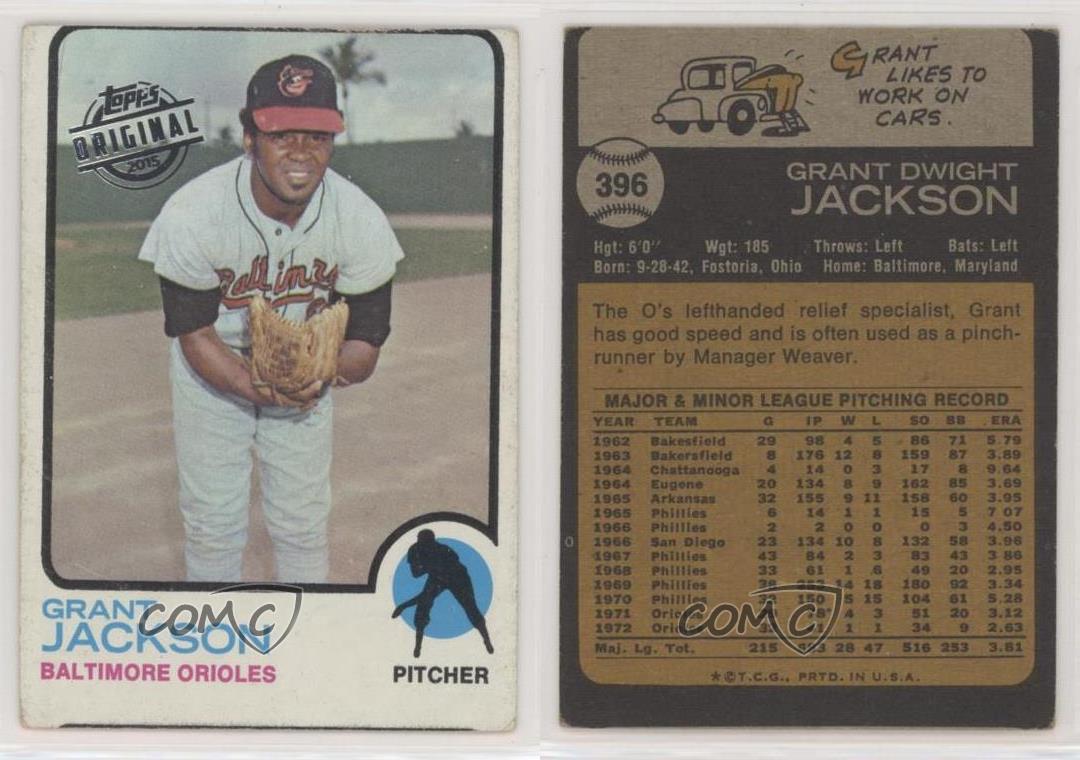 Topps
ORIGINAL
2015
Baltimore
GRANT
JACKSON
BALTIMORE ORIOLES
PITCHER
COMC
GRANT
LIKES TO
WORK ON
CARS.
396
GRANT DWIGHT
JACKSON
Hgt: 6'0" Wgt: 185 Throws: Left Bats: Left
Born: 9-28-42, Fostoria, Ohio Home: Baltimore, Maryland
The O's lefthanded relief specialist, Grant
has good speed and is often used as a pinch-
runner by Manager Weaver.
MAJOR & MINOR LEAGUE PITCHING RECORD
YEAR TEAM G IP W L SO BB ERA
1962 Bakesfield 29 98 4 5 86 71 5.79
1963 Bakersfield 8 176 12 8 159 87 3.89
1964 Chattanooga 4 14 0 3 17 8 9.64
1964 Eugene 20 134 8 9 162 85 3.69
1965 Arkansas 32 155 9 11 158 60 3.95
1965 Phillies 6 14 1 1 15 5 7.07
1966 Phillies 2 2 0 0 0 3 4.50
1966 San Diego 23 134 10 8 132 58 3.96
1967 Phillies 43 84 2 3 83 43 3.86
1968 Phillies 33 61 1 6 49 20 2.95
1969 Phillies 14 18 180 92 3.34
1970 Phillies 150 15 104 61 5.28
1971 4 3 51 20 3.12
1972 1 1 34 9 2.63
Maj. Lg. Tot. 215 28 47 516 253 3.81
COMC
*©T.C.G., PRTD. IN U.S.A.